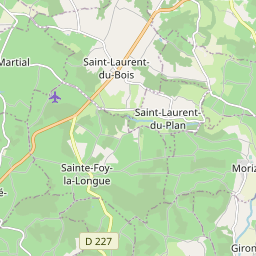 Saint-Laurent-
du-Bois
Martial
Saint-Laurent-
du-Plan
Sainte-Foy-
la-Longue
Moriz
é-
D 227
Giron